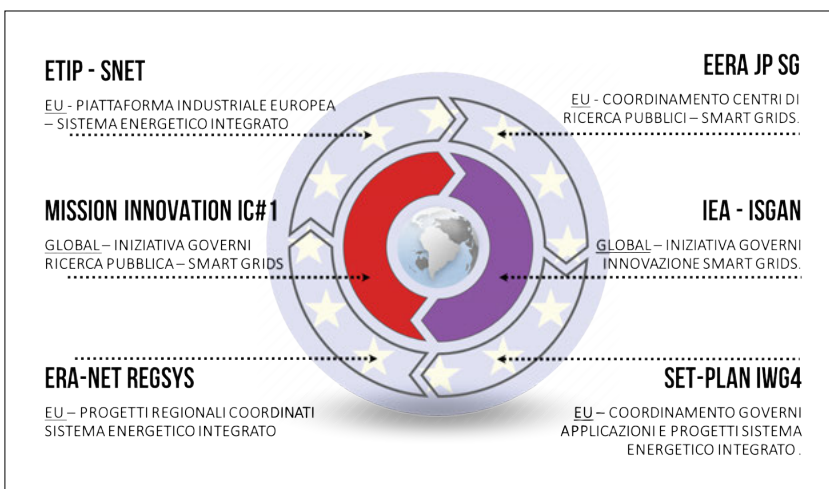 ETIP - SNET
EU - PIATTAFORMA INDUSTRIALE EUROPEA
– SISTEMA ENERGETICO INTEGRATO
EERA JP SG
EU - COORDINAMENTO CENTRI DI
RICERCA PUBBLICI – SMART GRIDS.
MISSION INNOVATION IC#1
GLOBAL – INIZIATIVA GOVERNI
RICERCA PUBBLICA – SMART GRIDS
IEA - ISGAN
GLOBAL – INIZIATIVA GOVERNI
INNOVAZIONE SMART GRIDS.
ERA-NET REGSYS
EU – PROGETTI REGIONALI COORDINATI
SISTEMA ENERGETICO INTEGRATO
SET-PLAN IWG4
EU – COORDINAMENTO GOVERNI
APPLICAZIONI E PROGETTI SISTEMA
ENERGETICO INTEGRATO .